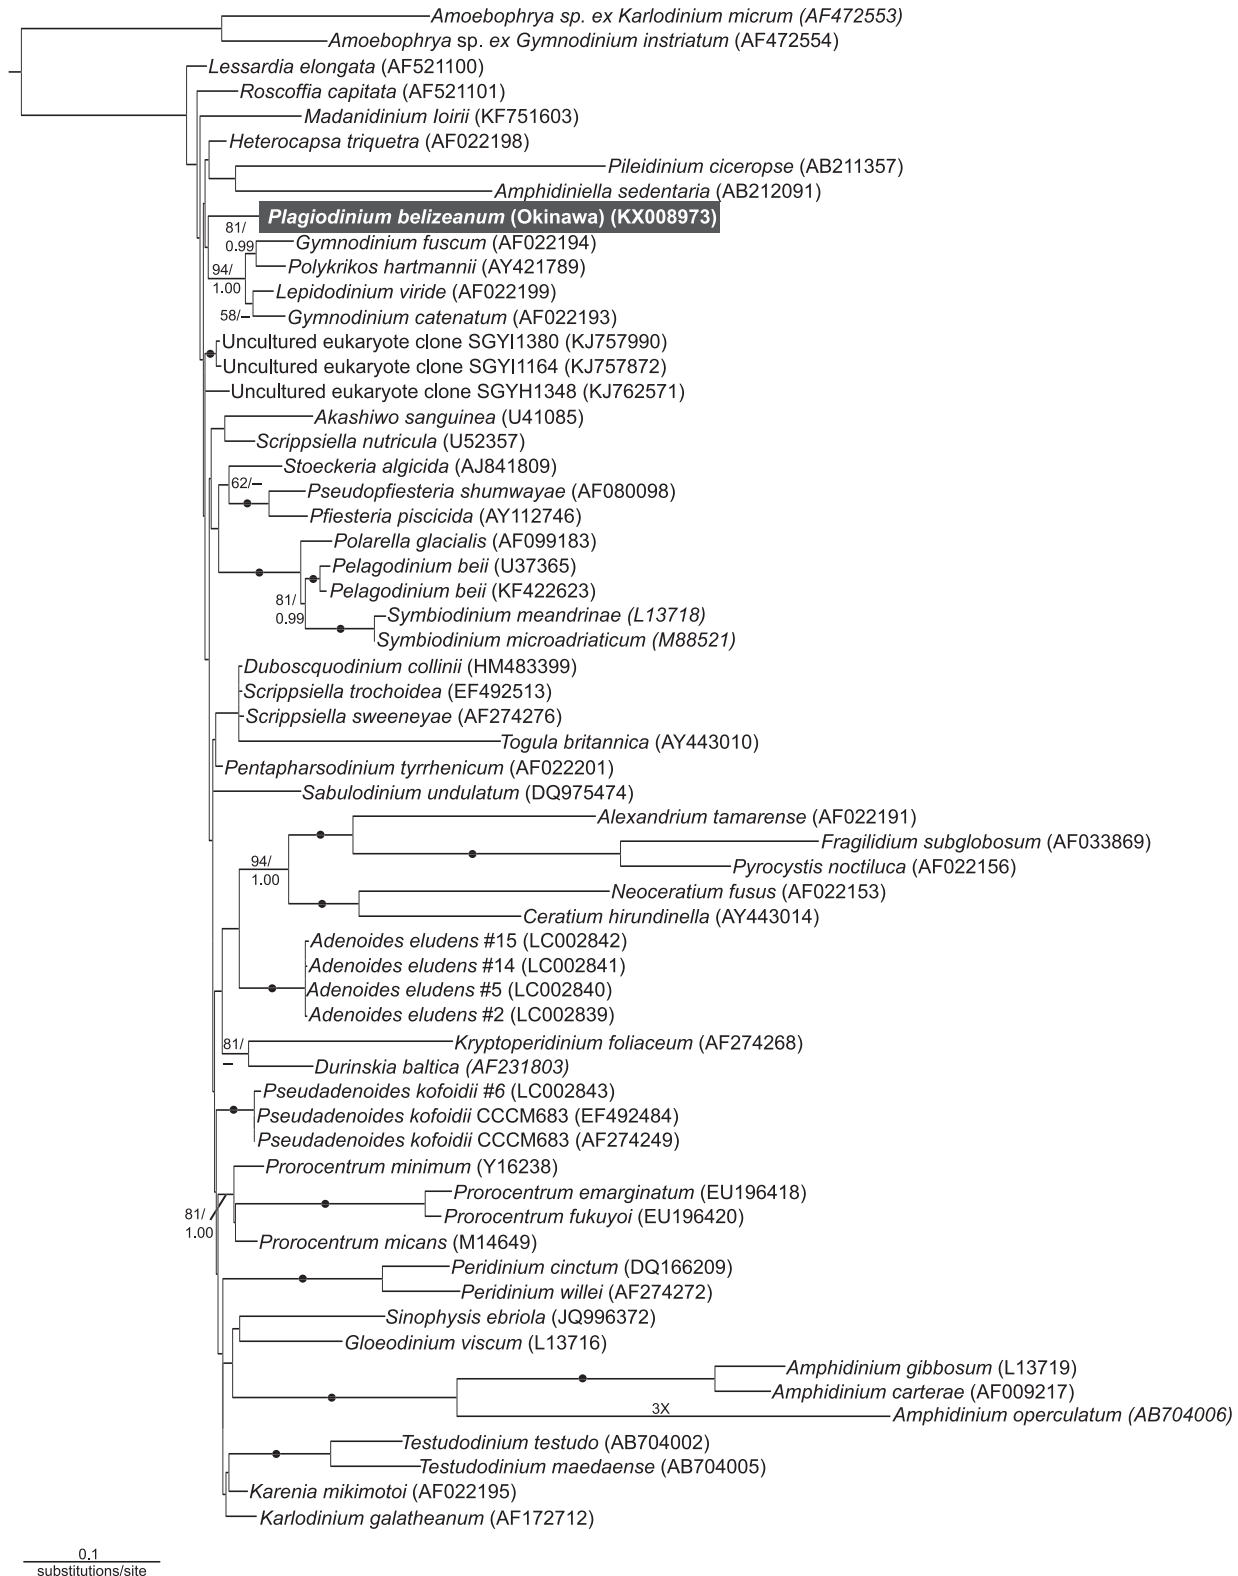 Amoebophrya sp. ex Karlodinium micrum (AF472553)
Amoebophrya sp. ex Gymnodinium instriatum (AF472554)
Lessardia elongata (AF521100)
Roscoffia capitata (AF521101)
Madanidinium loirii (KF751603)
Heterocapsa triquetra (AF022198)
Pileidinium ciceropse (AB211357)
Amphidiniella sedentaria (AB212091)
Plagiodinium belizeanum (Okinawa) (KX008973)
81/
0.99
Gymnodinium fuscum (AF022194)
Polykrikos hartmannii (AY421789)
94/
1.00
Lepidodinium viride (AF022199)
58/–
Gymnodinium catenatum (AF022193)
Uncultured eukaryote clone SGYI1380 (KJ757990)
Uncultured eukaryote clone SGYI1164 (KJ757872)
Uncultured eukaryote clone SGYH1348 (KJ762571)
Akashiwo sanguinea (U41085)
Scrippsiella nutricula (U52357)
Stoeckeria algicida (AJ841809)
62/–
Pseudopfiesteria shumwayae (AF080098)
Pfiesteria piscicida (AY112746)
Polarella glacialis (AF099183)
Pelagodinium beii (U37365)
Pelagodinium beii (KF422623)
81/
0.99
Symbiodinium meandrinae (L13718)
Symbiodinium microadriaticum (M88521)
Duboscquodinium collinii (HM483399)
Scrippsiella trochoidea (EF492513)
Scrippsiella sweeneyae (AF274276)
Togula britannica (AY443010)
Pentapharsodinium tyrrhenicum (AF022201)
Sabulodinium undulatum (DQ975474)
Alexandrium tamarense (AF022191)
Fragilidium subglobosum (AF033869)
94/
1.00
Pyrocystis noctiluca (AF022156)
Neoceratium fusus (AF022153)
Ceratium hirundinella (AY443014)
Adenoides eludens #15 (LC002842)
Adenoides eludens #14 (LC002841)
Adenoides eludens #5 (LC002840)
Adenoides eludens #2 (LC002839)
81/
–
Kryptoperidinium foliaceum (AF274268)
Durinskia baltica (AF231803)
Pseudadenoides kofoidii #6 (LC002843)
Pseudadenoides kofoidii CCCM683 (EF492484)
Pseudadenoides kofoidii CCCM683 (AF274249)
Prorocentrum minimum (Y16238)
Prorocentrum emarginatum (EU196418)
Prorocentrum fukuyoi (EU196420)
81/
1.00
Prorocentrum micans (M14649)
Peridinium cinctum (DQ166209)
Peridinium willei (AF274272)
Sinophysis ebriola (JQ996372)
Gloeodinium viscum (L13716)
Amphidinium gibbosum (L13719)
Amphidinium carterae (AF009217)
3X
Amphidinium operculatum (AB704006)
Testudodinium testudo (AB704002)
Testudodinium maedaense (AB704005)
Karenia mikimotoi (AF022195)
Karlodinium galatheanum (AF172712)
0.1
substitutions/site